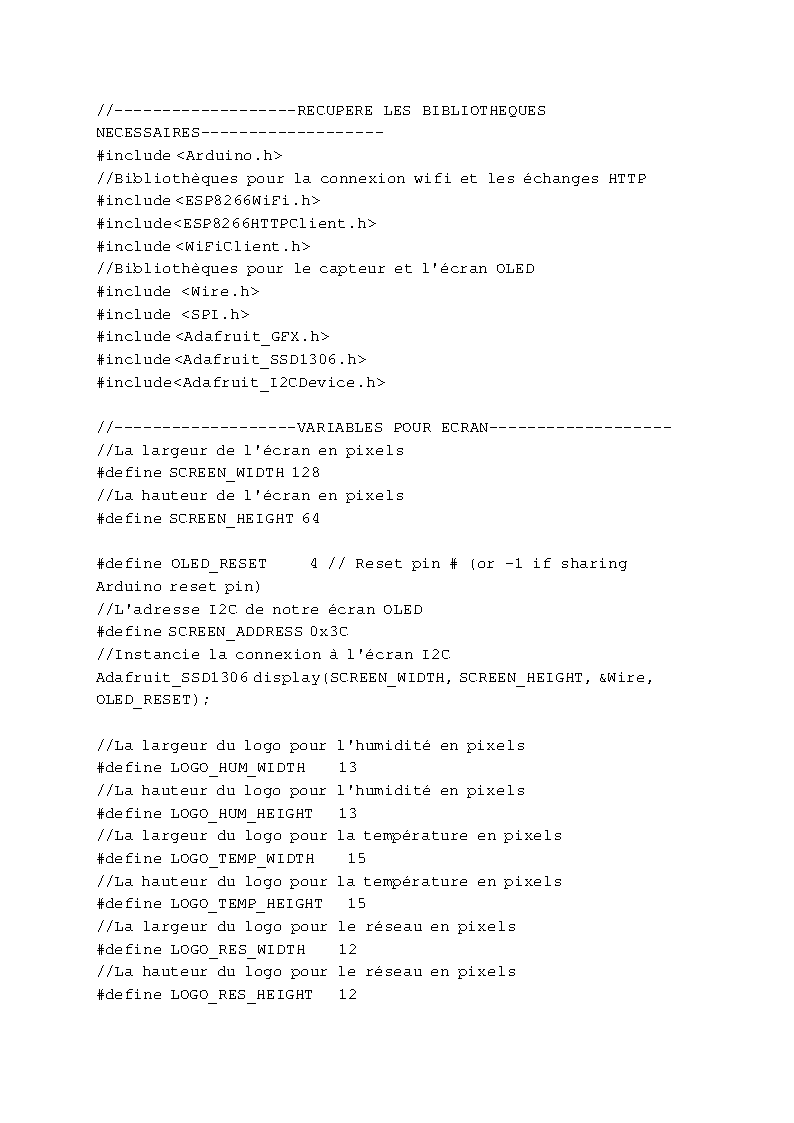 //-------------------RECUPERE LES BIBLIOTHEQUES
NECESSAIRES-------------------
#include <Arduino.h>
//Bibliothèques pour la connexion wifi et les échanges HTTP
#include <ESP8266WiFi.h>
#include<ESP8266HTTPClient.h>
#include<WiFiClient.h>
//Bibliothèques pour le capteur et l'écran OLED
#include <Wire.h>
#include <SPI.h>
#include <Adafruit_GFX.h>
#include<Adafruit_SSD1306.h>
#include<Adafruit_I2CDevice.h>
//-------------------VARIABLES POUR ECRAN-------------------
//La largeur de l'écran en pixels
#define SCREEN_WIDTH 128
//La hauteur de l'écran en pixels
#define SCREEN_HEIGHT 64
#define OLED_RESET     4 // Reset pin # (or -1 if sharing
Arduino reset pin)
//L'adresse I2C de notre écran OLED
#define SCREEN_ADDRESS 0x3C
//Instancie la connexion à l'écran I2C
Adafruit_SSD1306 display(SCREEN_WIDTH, SCREEN_HEIGHT, &Wire,
OLED_RESET);
//La largeur du logo pour l'humidité en pixels
#define LOGO_HUM_WIDTH    13
//La hauteur du logo pour l'humidité en pixels
#define LOGO_HUM_HEIGHT   13
//La largeur du logo pour la température en pixels
#define LOGO_TEMP_WIDTH    15
//La hauteur du logo pour la température en pixels
#define LOGO_TEMP_HEIGHT   15
//La largeur du logo pour le réseau en pixels
#define LOGO_RES_WIDTH    12
//La hauteur du logo pour le réseau en pixels
#define LOGO_RES_HEIGHT   12